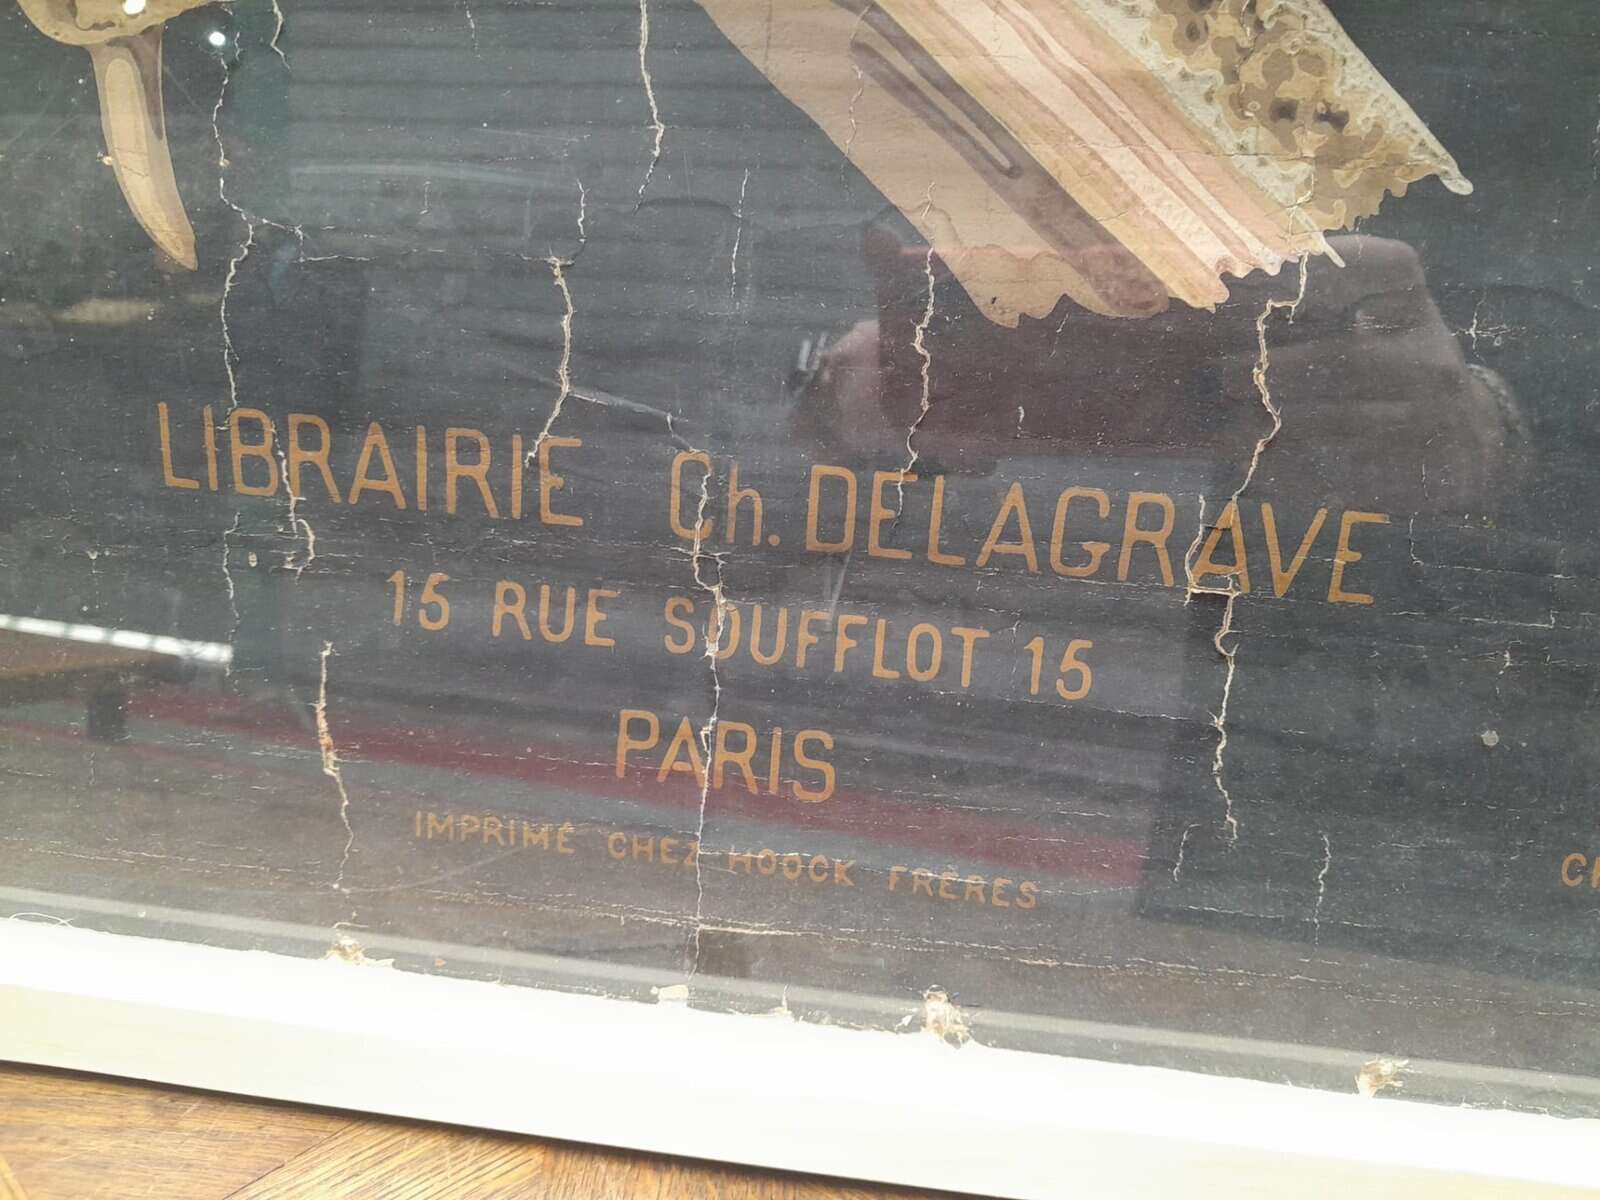 LIBRAIRIE Ch. DELAGRAVE
15 RUE SOUFFLOT 15
PARIS
IMPRIMÉ CHEZ HOOCK FRÈRES